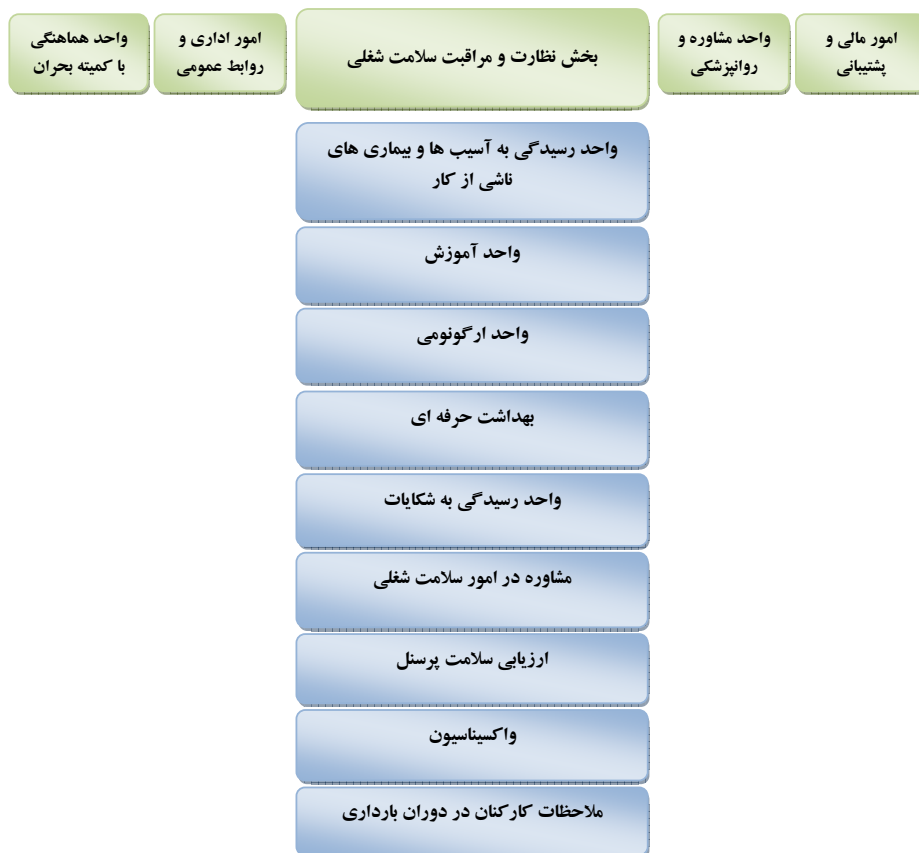 امور مالی و
پشتیبانی
واحد مشاوره و
روانپزشکی
بخش نظارت و مراقبت سلامت شغلی
امور اداری و
روابط عمومی
واحد هماهنگی
با کمیته بحران
واحد رسیدگی به آسیب ها و بیماری های
ناشی از کار
واحد آموزش
واحد ارگونومی
بهداشت حرفه ای
واحد رسیدگی به شکایات
مشاوره در امور سلامت شغلی
ارزیابی سلامت پرسنل
واکسیناسیون
ملاحظات کارکنان در دوران بارداری